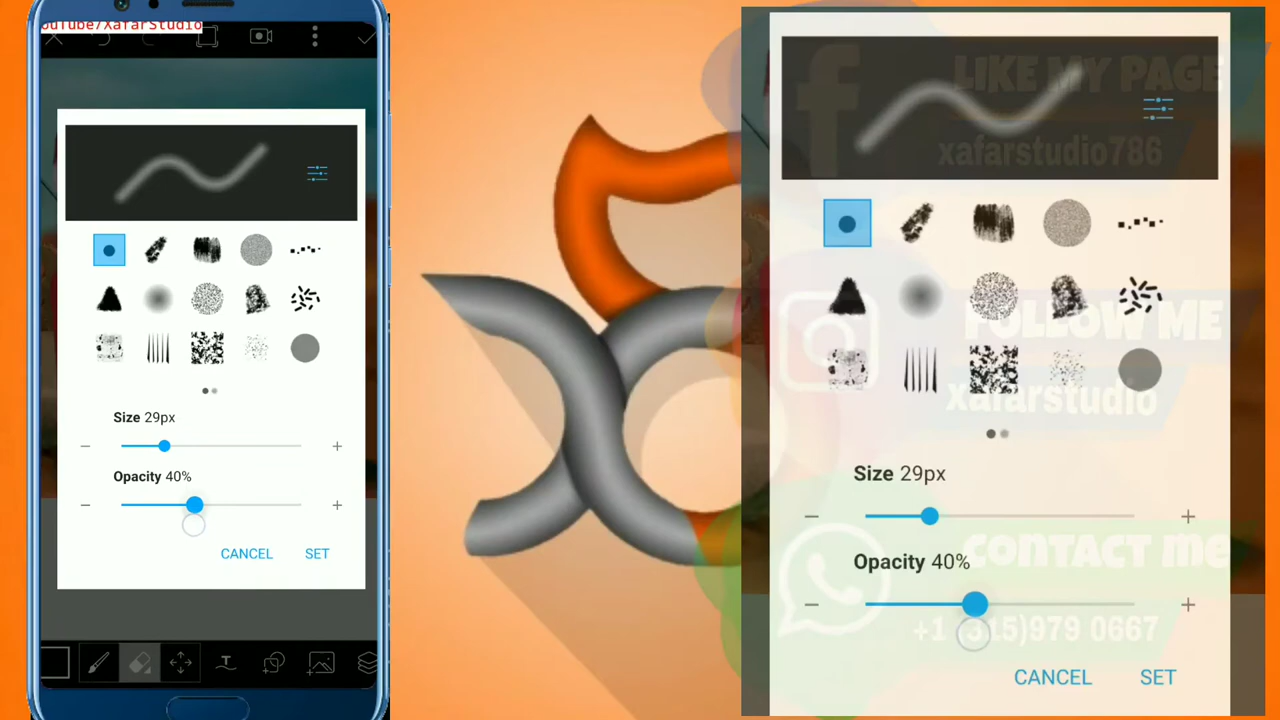 ouTube/XafarStudio
Size 29px
Opacity 40%
CANCEL SET
LIKE MY PAGE
xafarstudio786
FOLLOW ME
xafarstudio
Size 29px
Opacity 40%
contact me
+1 (315)979 0667
CANCEL SET